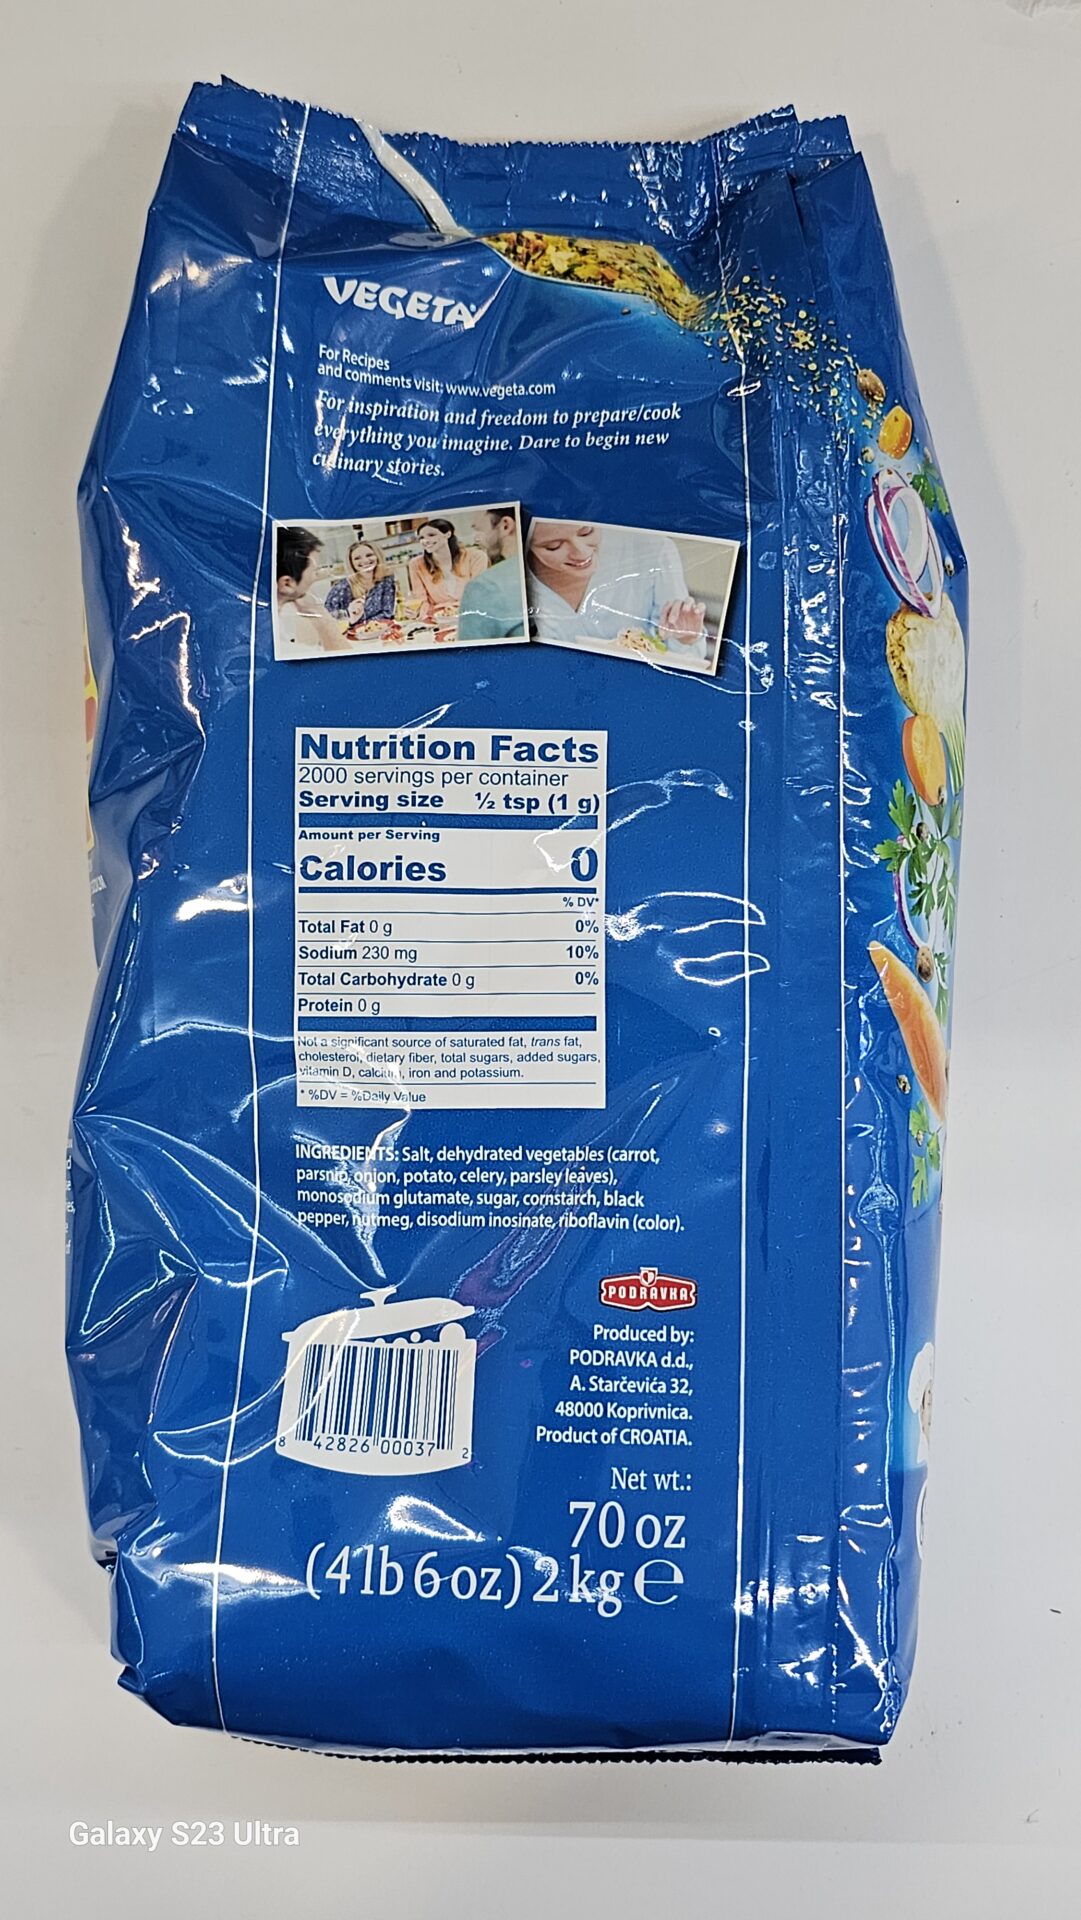 VEGETA
For Recipes
and comments visit: www.vegeta.com
For inspiration and freedom to prepare/cook
everything you imagine. Dare to begin new
culinary stories.
Nutrition Facts
2000 servings per container
Serving size ½ tsp (1 g)
Amount per Serving
Calories 0
% DV*
Total Fat 0 g 0%
Sodium 230 mg 10%
Total Carbohydrate 0 g 0%
Protein 0 g
Not a significant source of saturated fat, trans fat,
cholesterol, dietary fiber, total sugars, added sugars,
vitamin D, calcium, iron and potassium.
* %DV = %Daily Value
INGREDIENTS: Salt, dehydrated vegetables (carrot,
parsnip, onion, potato, celery, parsley leaves),
monosodium glutamate, sugar, cornstarch, black
pepper, nutmeg, disodium inosinate, riboflavin (color).
PODRAVKA
Produced by:
PODRAVKA d.d.,
A. Starčevića 32,
48000 Koprivnica.
Product of CROATIA.
8 42826 00037 2
Net wt.:
70 oz
(4 lb 6 oz) 2 kg ℮
Galaxy S23 Ultra